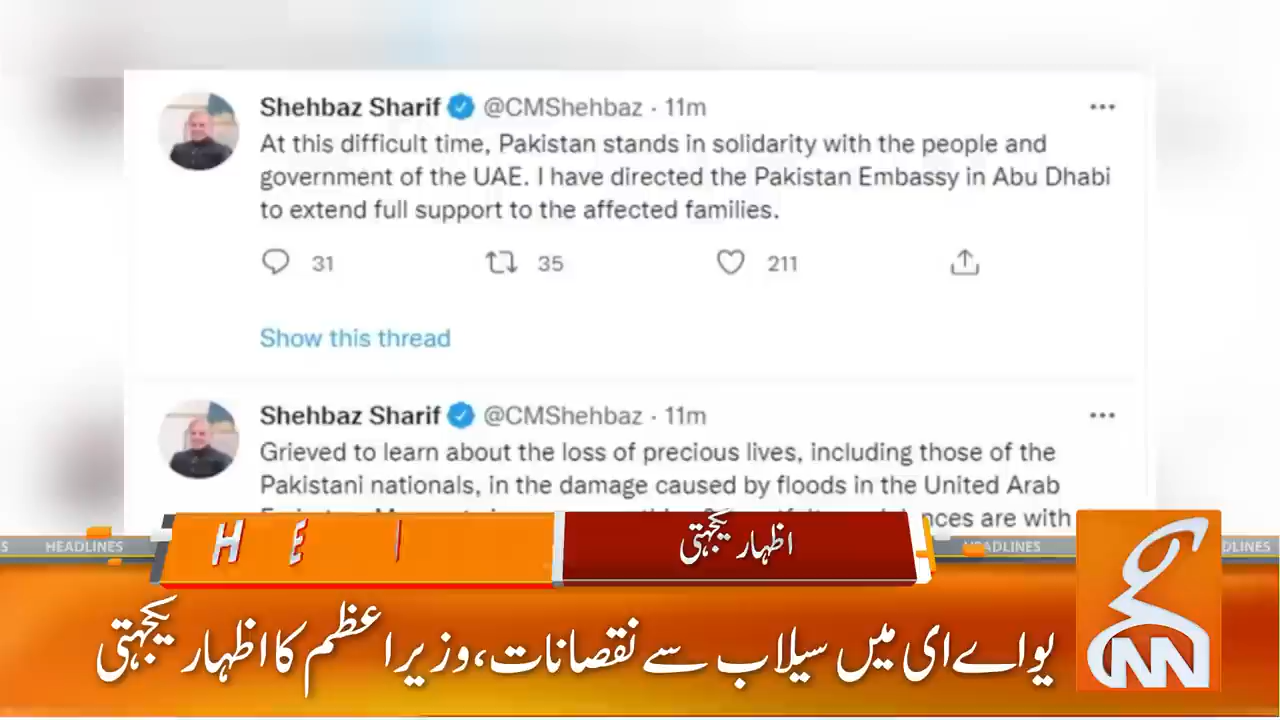 Shehbaz Sharif @CMShehbaz · 11m
At this difficult time, Pakistan stands in solidarity with the people and
government of the UAE. I have directed the Pakistan Embassy in Abu Dhabi
to extend full support to the affected families.
31 35 211
Show this thread
Shehbaz Sharif @CMShehbaz · 11m
Grieved to learn about the loss of precious lives, including those of the
Pakistani nationals, in the damage caused by floods in the United Arab
are with
HEADLINES
H E
اظہار یکجہتی
یو اے ای میں سیلاب سے نقصانات، وزیراعظم کا اظہار یکجہتی
GNN